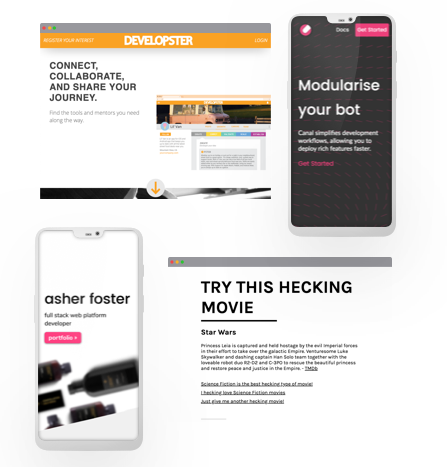 REGISTER YOUR INTEREST
DEVELOPSTER
LOGIN
CONNECT,
COLLABORATE,
AND SHARE YOUR
JOURNEY.
Find the tools and mentors you need
along the way.
Docs
Get Started
Modularise
your bot
Canal simplifies development
workflows, allowing you to
deploy rich features faster.
Get Started
asher foster
full stack web platform
developer
portfolio »
TRY THIS HECKING
MOVIE
Star Wars
Princess Leia is captured and held hostage by the evil Imperial forces
in their effort to take over the galactic Empire. Venturesome Luke
Skywalker and dashing captain Han Solo team together with the
loveable robot duo R2-D2 and C-3PO to rescue the beautiful princess
and restore peace and justice in the Empire. - TMDb
Science Fiction is the best hecking type of movie!
I hecking love Science Fiction movies
Just give me another hecking movie!